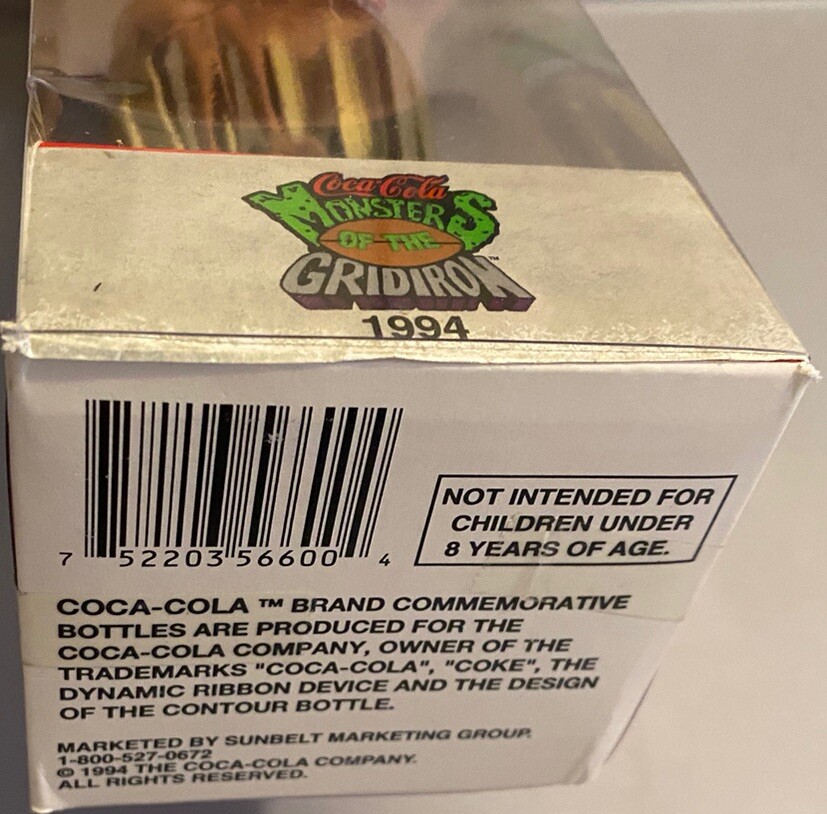 Coca-Cola
MONSTERS
OF THE
GRIDIRON™
1994
7 52203 56600 4
NOT INTENDED FOR
CHILDREN UNDER
8 YEARS OF AGE.
COCA-COLA ™ BRAND COMMEMORATIVE
BOTTLES ARE PRODUCED FOR THE
COCA-COLA COMPANY, OWNER OF THE
TRADEMARKS "COCA-COLA", "COKE", THE
DYNAMIC RIBBON DEVICE AND THE DESIGN
OF THE CONTOUR BOTTLE.
MARKETED BY SUNBELT MARKETING GROUP.
1-800-527-0672
© 1994 THE COCA-COLA COMPANY.
ALL RIGHTS RESERVED.